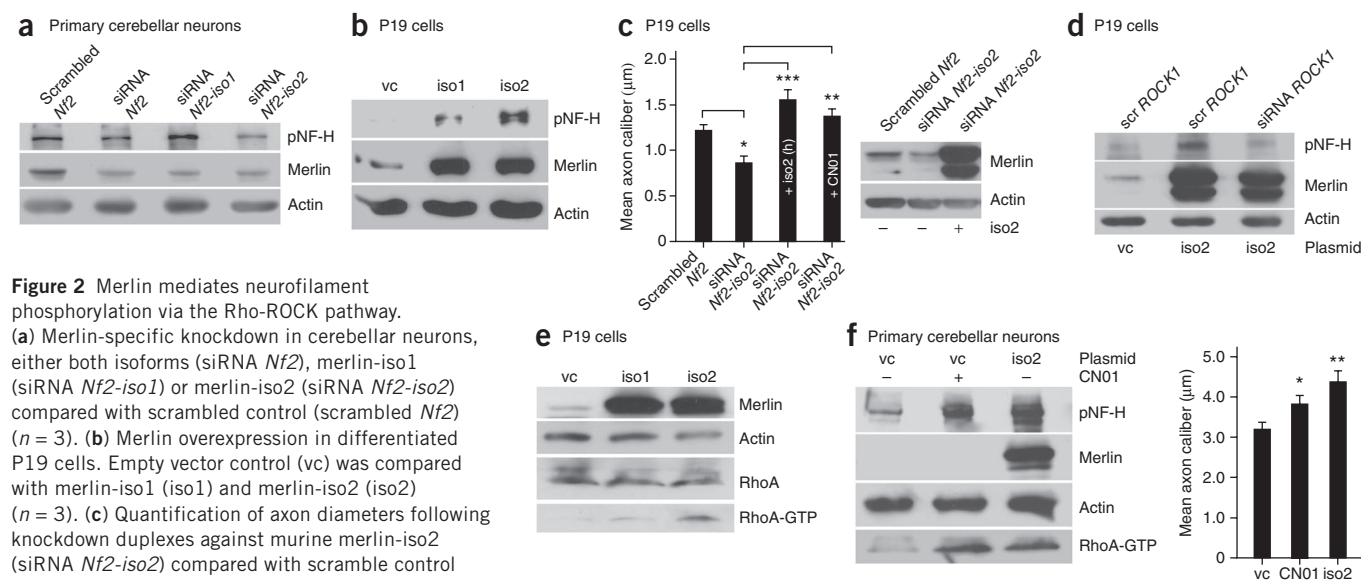 a Primary cerebellar neurons
Scrambled Nf2
siRNA Nf2
siRNA Nf2-iso1
siRNA Nf2-iso2
pNF-H
Merlin
Actin
b P19 cells
vc iso1 iso2
pNF-H
Merlin
Actin
c P19 cells
Mean axon caliber (µm)
2.0
1.5
1.0
0.5
0
*
***
**
+ iso2 (h)
+ CN01
Scrambled Nf2
siRNA Nf2-iso2
siRNA Nf2-iso2
siRNA Nf2-iso2
Scrambled Nf2
siRNA Nf2-iso2
siRNA Nf2-iso2
Merlin
Actin
– – + iso2
d P19 cells
scr ROCK1
scr ROCK1
siRNA ROCK1
pNF-H
Merlin
Actin
vc iso2 iso2 Plasmid
Figure 2 Merlin mediates neurofilament
phosphorylation via the Rho-ROCK pathway.
(a) Merlin-specific knockdown in cerebellar neurons,
either both isoforms (siRNA Nf2), merlin-iso1
(siRNA Nf2-iso1) or merlin-iso2 (siRNA Nf2-iso2)
compared with scrambled control (scrambled Nf2)
(n = 3). (b) Merlin overexpression in differentiated
P19 cells. Empty vector control (vc) was compared
with merlin-iso1 (iso1) and merlin-iso2 (iso2)
(n = 3). (c) Quantification of axon diameters following
knockdown duplexes against murine merlin-iso2
(siRNA Nf2-iso2) compared with scramble control
e P19 cells
vc iso1 iso2
Merlin
Actin
RhoA
RhoA-GTP
f Primary cerebellar neurons
vc vc iso2 Plasmid
– + – CN01
pNF-H
Merlin
Actin
RhoA-GTP
Mean axon caliber (µm)
5.0
4.0
3.0
2.0
1.0
0
*
**
vc CN01 iso2